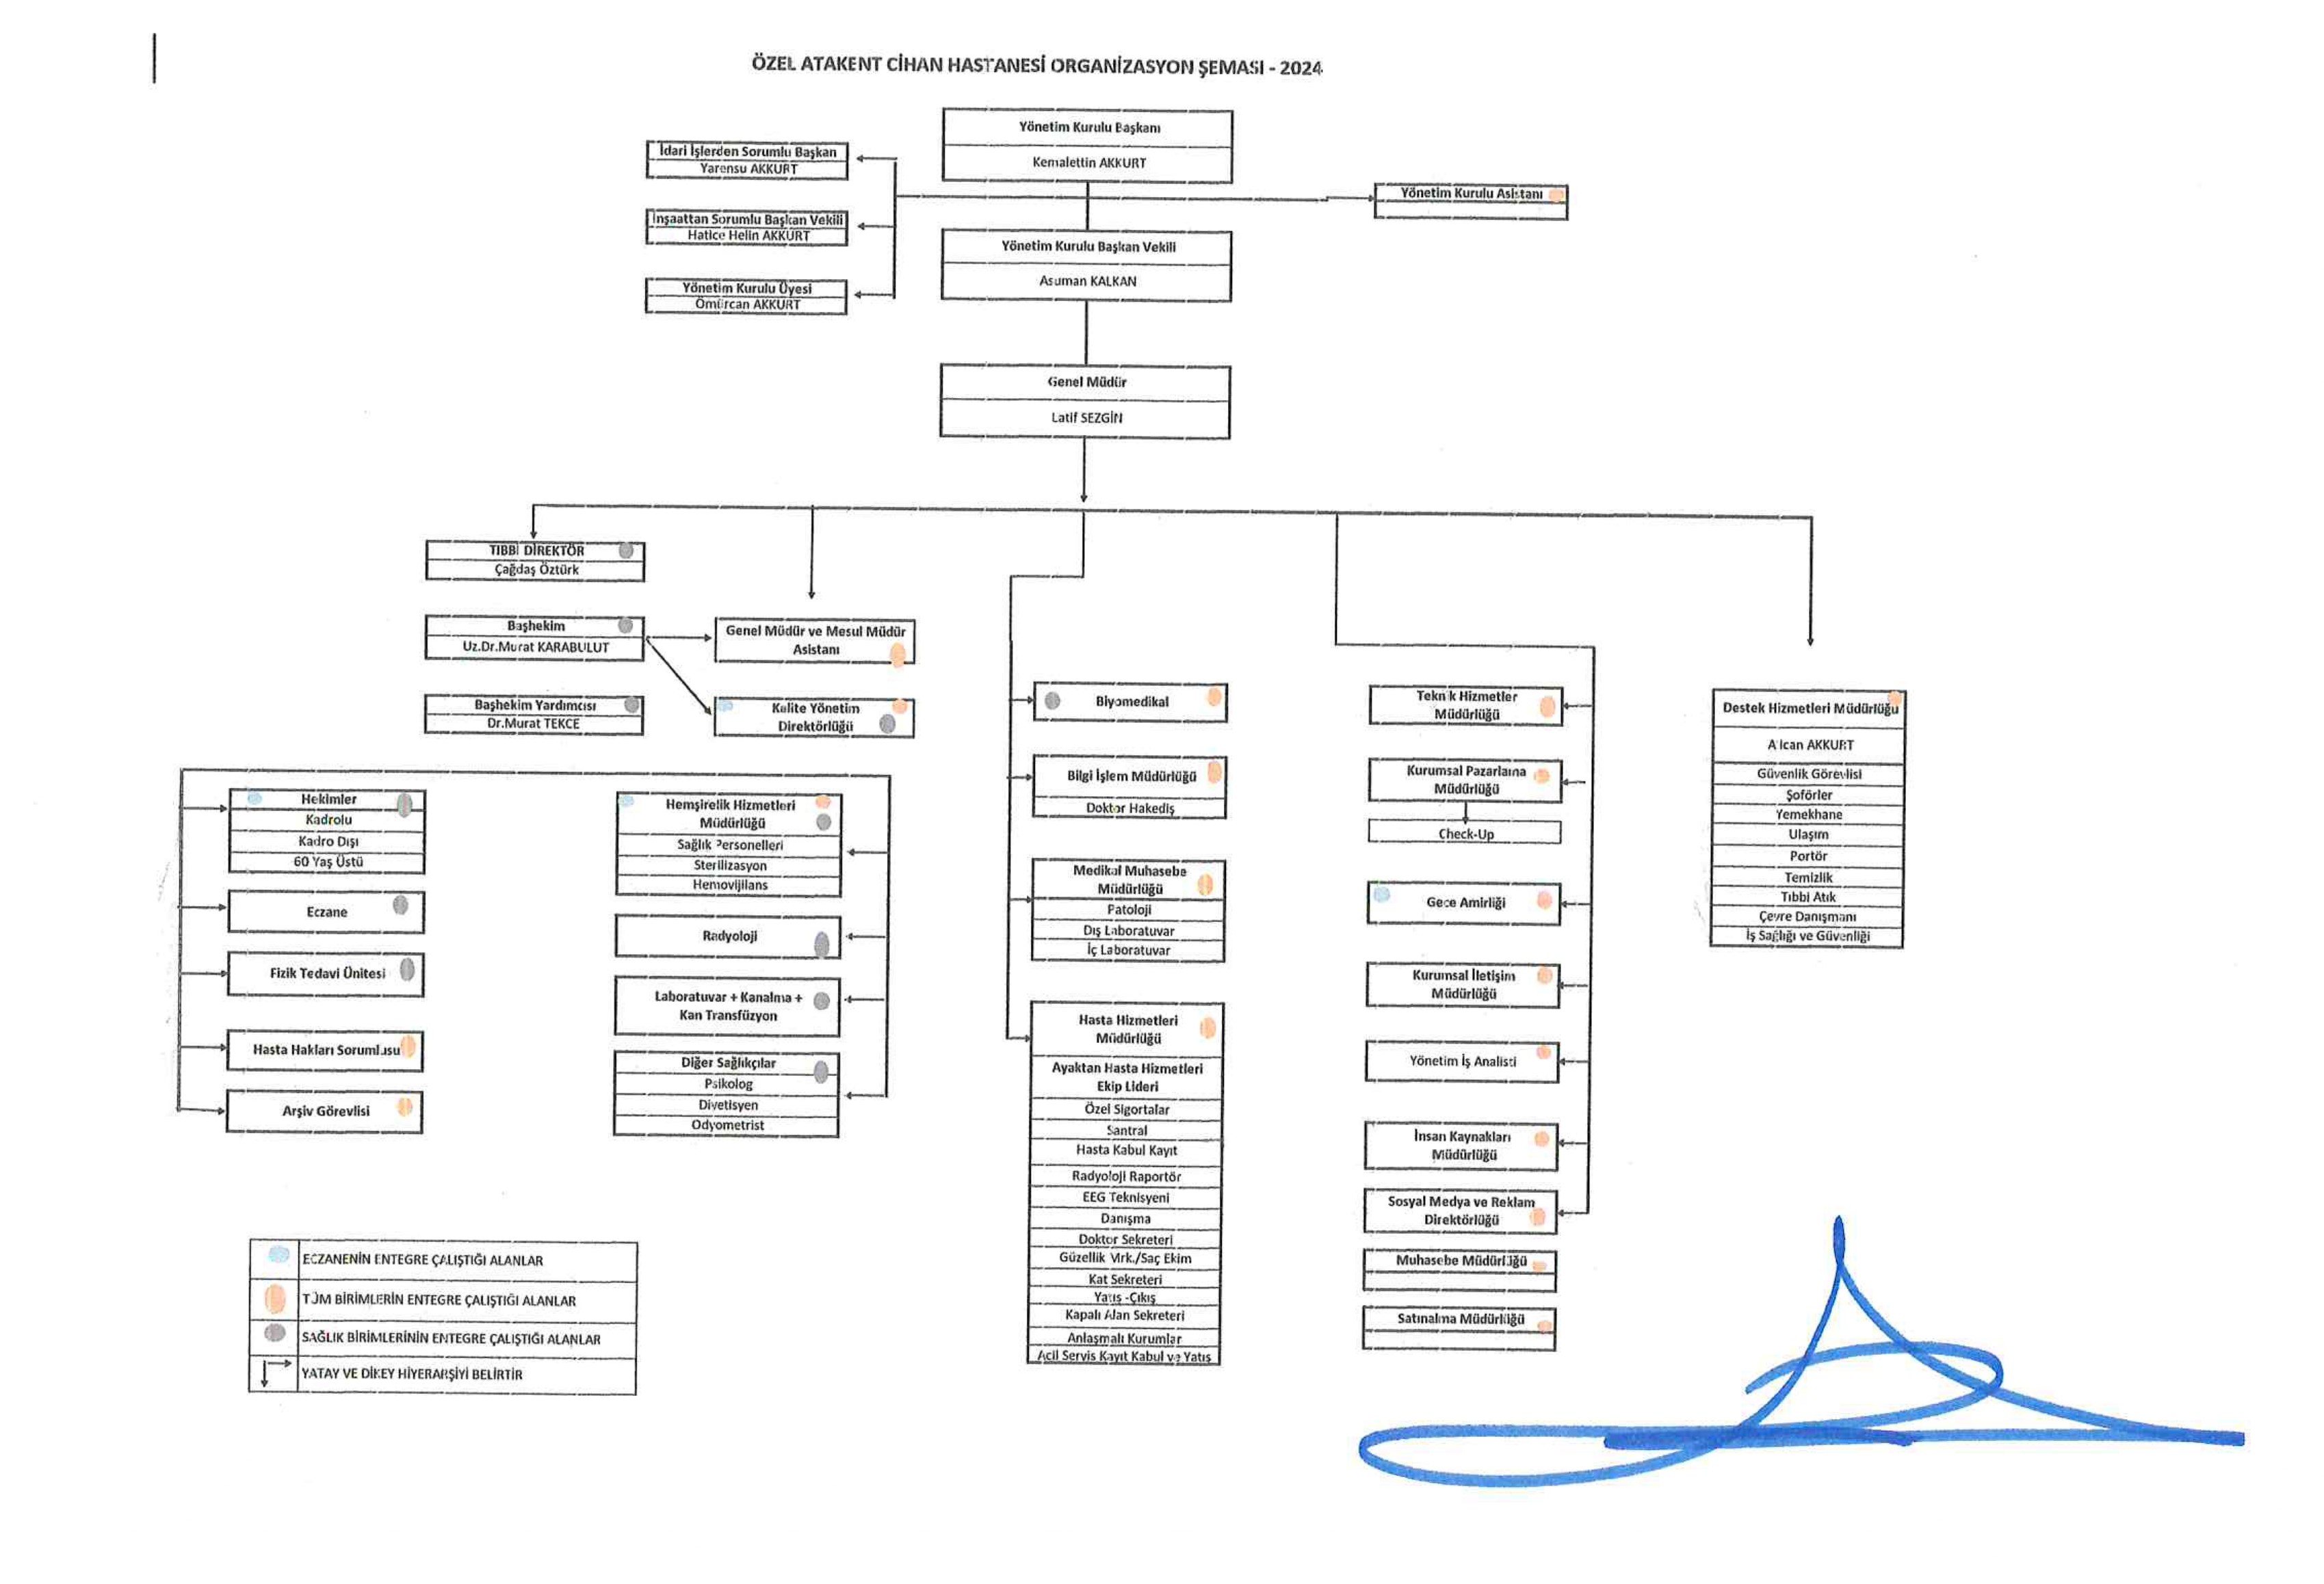 ÖZEL ATAKENT CİHAN HASTANESİ ORGANİZASYON ŞEMASI - 2024
Yönetim Kurulu Başkanı
Kemalettin AKKURT
İdari İşlerden Sorumlu Başkan
Yarensu AKKURT
Yönetim Kurulu Asistanı
İnşaattan Sorumlu Başkan Vekili
Hatice Helin AKKURT
Yönetim Kurulu Başkan Vekili
Asuman KALKAN
Yönetim Kurulu Üyesi
Ömürcan AKKURT
Genel Müdür
Latif SEZGİN
TIBBİ DİREKTÖR
Çağdaş Öztürk
Başhekim
Uz.Dr.Murat KARABULUT
Genel Müdür ve Mesul Müdür
Asistanı
Başhekim Yardımcısı
Dr.Murat TEKCE
Kalite Yönetim
Direktörlüğü
Hekimler
Kadrolu
Kadro Dışı
60 Yaş Üstü
Eczane
Fizik Tedavi Ünitesi
Hasta Hakları Sorumlusu
Arşiv Görevlisi
Hemşirelik Hizmetleri
Müdürlüğü
Sağlık Personelleri
Sterilizasyon
Hemovijilans
Radyoloji
Laboratuvar + Kanalma +
Kan Transfüzyon
Diğer Sağlıkçılar
Psikolog
Diyetisyen
Odyometrist
Biyomedikal
Bilgi İşlem Müdürlüğü
Doktor Hakediş
Medikal Muhasebe
Müdürlüğü
Patoloji
Dış Laboratuvar
İç Laboratuvar
Hasta Hizmetleri
Müdürlüğü
Ayaktan Hasta Hizmetleri
Ekip Lideri
Özel Sigortalar
Santral
Hasta Kabul Kayıt
Radyoloji Raportör
EEG Teknisyeni
Danışma
Doktor Sekreteri
Güzellik Mrk./Saç Ekim
Kat Sekreteri
Yatış -Çıkış
Kapalı Alan Sekreteri
Anlaşmalı Kurumlar
Acil Servis Kayıt Kabul ve Yatış
Teknik Hizmetler
Müdürlüğü
Kurumsal Pazarlama
Müdürlüğü
Check-Up
Gece Amirliği
Kurumsal İletişim
Müdürlüğü
Yönetim İş Analisti
İnsan Kaynakları
Müdürlüğü
Sosyal Medya ve Reklam
Direktörlüğü
Muhasebe Müdürlüğü
Satınalma Müdürlüğü
Destek Hizmetleri Müdürlüğü
Alcan AKKURT
Güvenlik Görevlisi
Şoförler
Yemekhane
Ulaşım
Portör
Temizlik
Tıbbi Atık
Çevre Danışmanı
İş Sağlığı ve Güvenliği
ECZANENİN ENTEGRE ÇALIŞTIĞI ALANLAR
TÜM BİRİMLERİN ENTEGRE ÇALIŞTIĞI ALANLAR
SAĞLIK BİRİMLERİNİN ENTEGRE ÇALIŞTIĞI ALANLAR
YATAY VE DİKEY HİYERARŞİYİ BELİRTİR